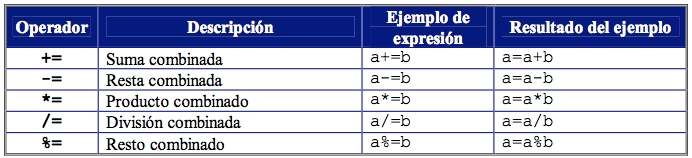 Operador Descripción Ejemplo de expresión Resultado del ejemplo
+= Suma combinada a+=b a=a+b
-= Resta combinada a-=b a=a-b
*= Producto combinado a*=b a=a*b
/= División combinada a/=b a=a/b
%= Resto combinado a%=b a=a%b